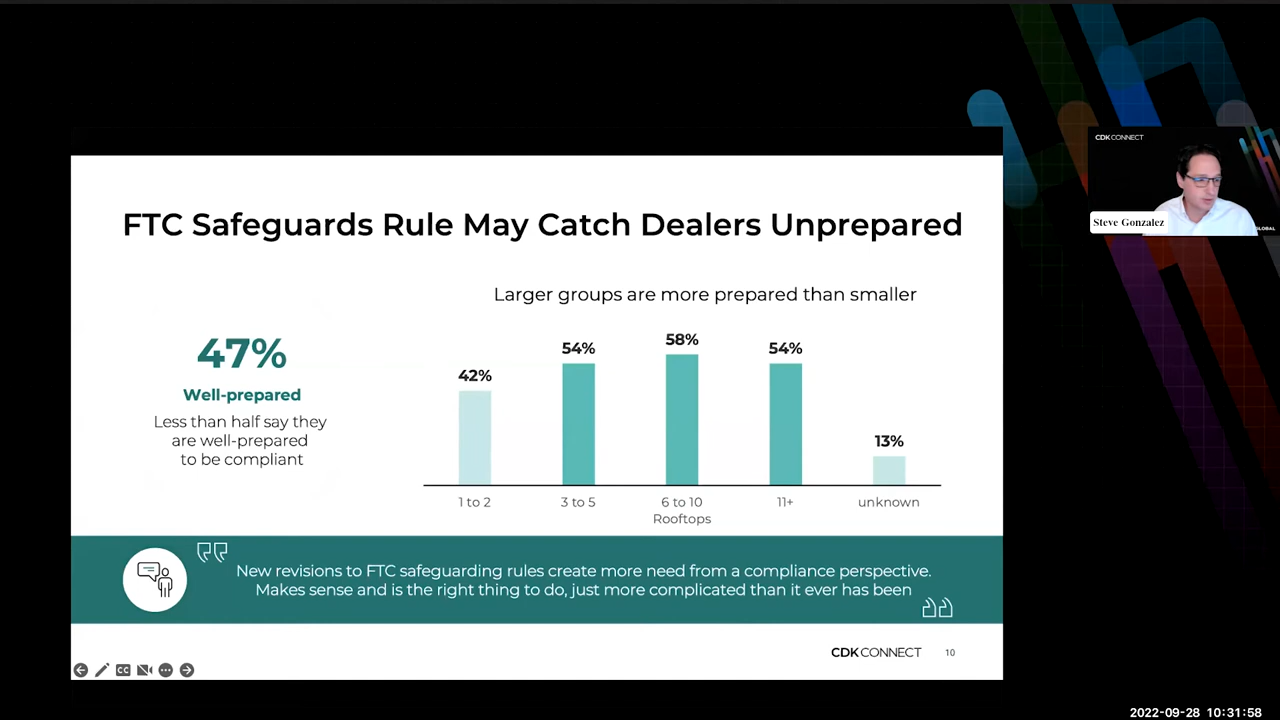 FTC Safeguards Rule May Catch Dealers Unprepared
Larger groups are more prepared than smaller
47%
Well-prepared
Less than half say they
are well-prepared
to be compliant
42%
54%
58%
54%
13%
1 to 2
3 to 5
6 to 10
11+
unknown
Rooftops
New revisions to FTC safeguarding rules create more need from a compliance perspective.
Makes sense and is the right thing to do, just more complicated than it ever has been
CDK CONNECT
10
CC
CDK CONNECT
Steve Gonzalez
GLOBAL
2022-09-28 10:31:58